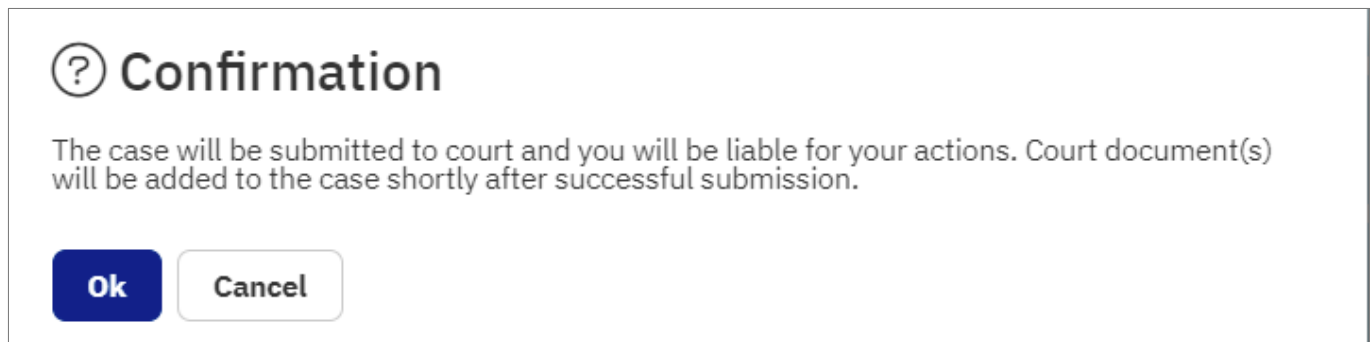 ? Confirmation
The case will be submitted to court and you will be liable for your actions. Court document(s)
will be added to the case shortly after successful submission.
Ok Cancel